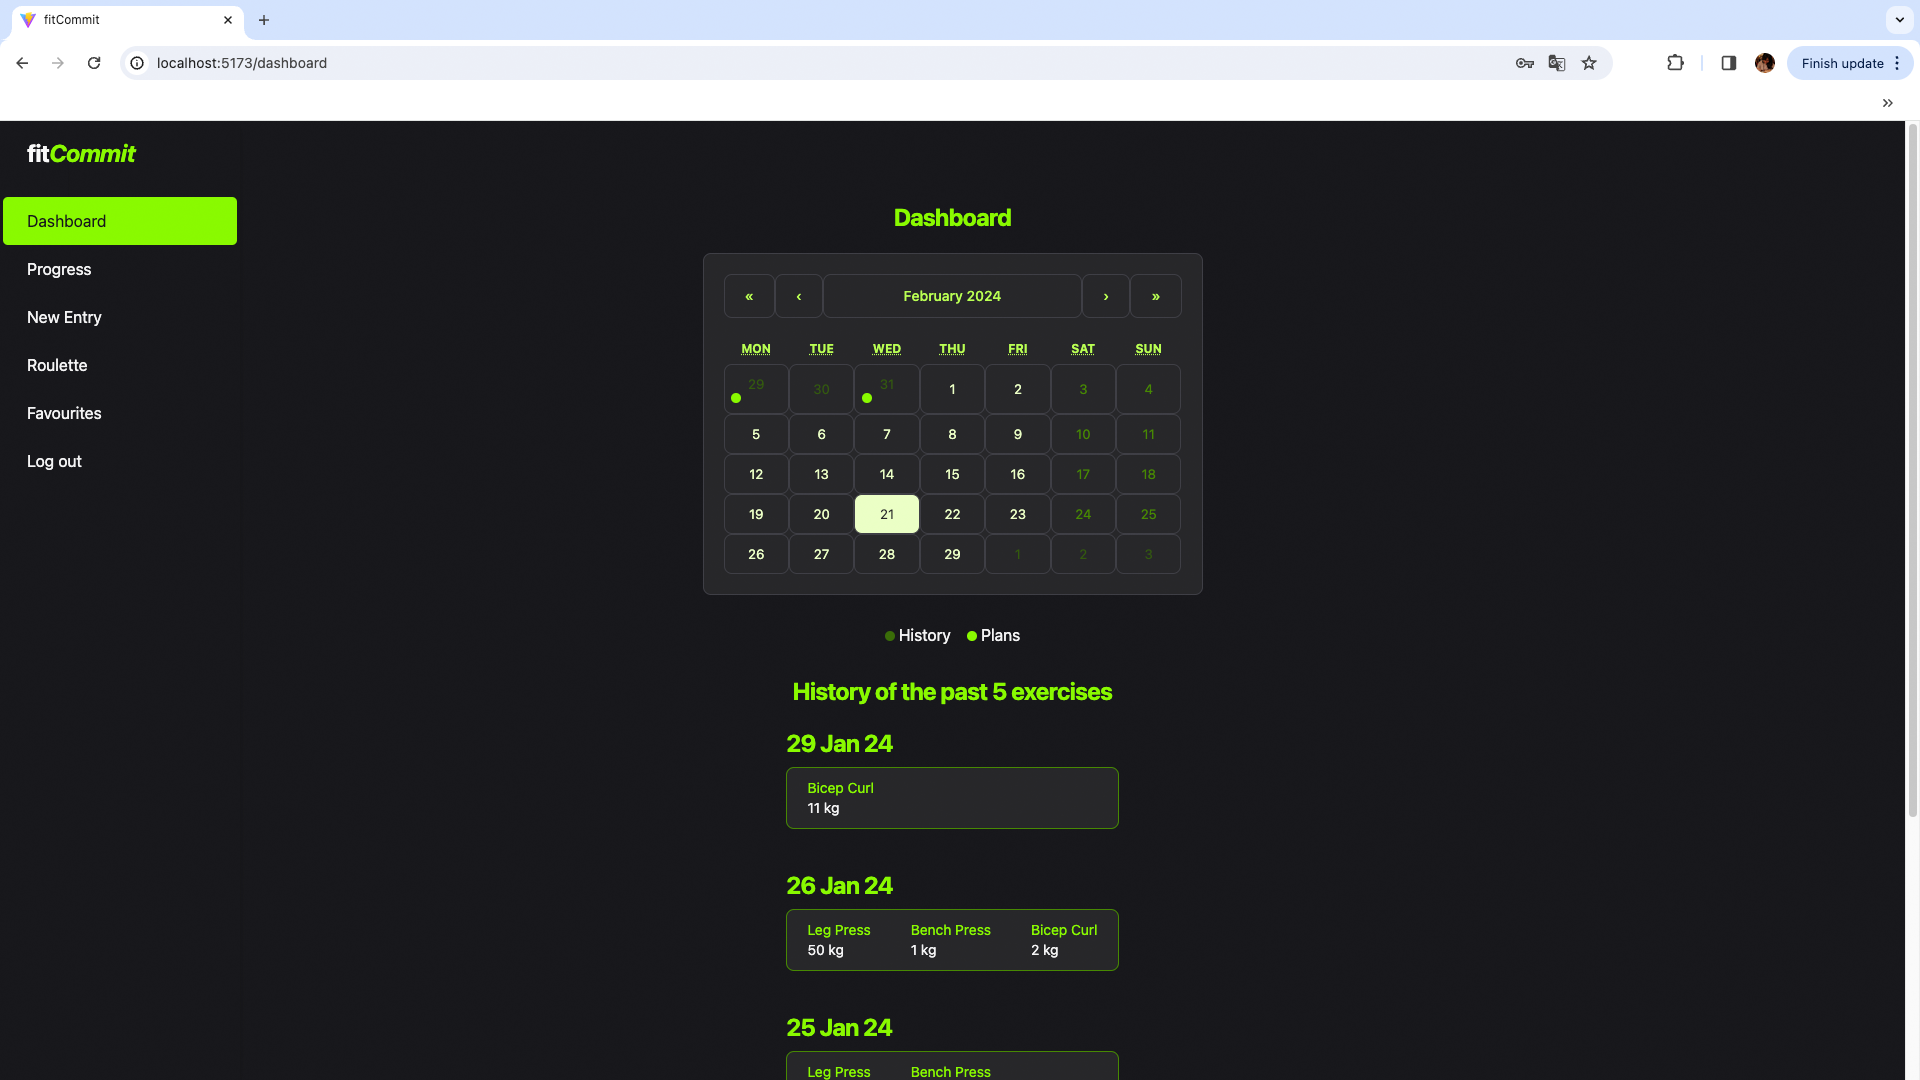 fitCommit
localhost:5173/dashboard
Finish update
fitCommit
Dashboard
Progress
New Entry
Roulette
Favourites
Log out
Dashboard
« ‹ February 2024 › »
MON TUE WED THU FRI SAT SUN
29 30 31 1 2 3 4
5 6 7 8 9 10 11
12 13 14 15 16 17 18
19 20 21 22 23 24 25
26 27 28 29 1 2 3
History Plans
History of the past 5 exercises
29 Jan 24
Bicep Curl
11 kg
26 Jan 24
Leg Press Bench Press Bicep Curl
50 kg 1 kg 2 kg
25 Jan 24
Leg Press Bench Press